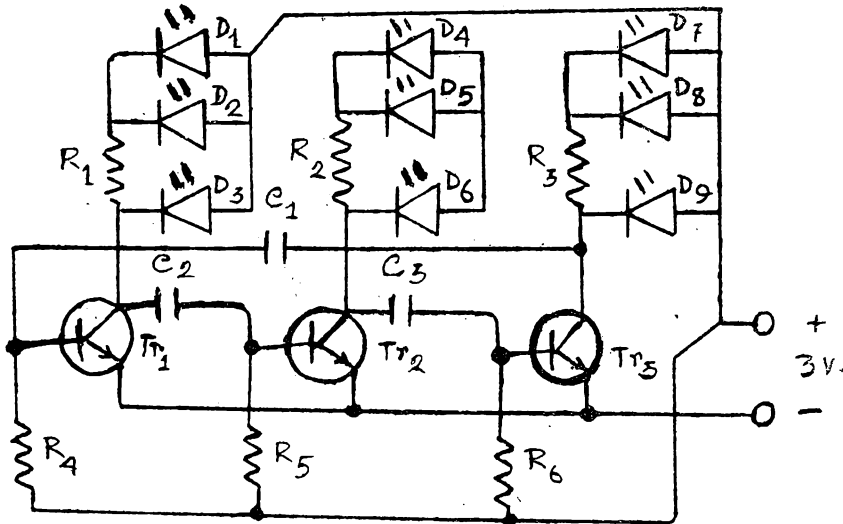 D1 D4 D7
D2 D5 D8
R1 R2 R3
D3 D6 D9
C1
C2 C3
Tr1 Tr2 Tr3
+
3V.
-
R4 R5 R6